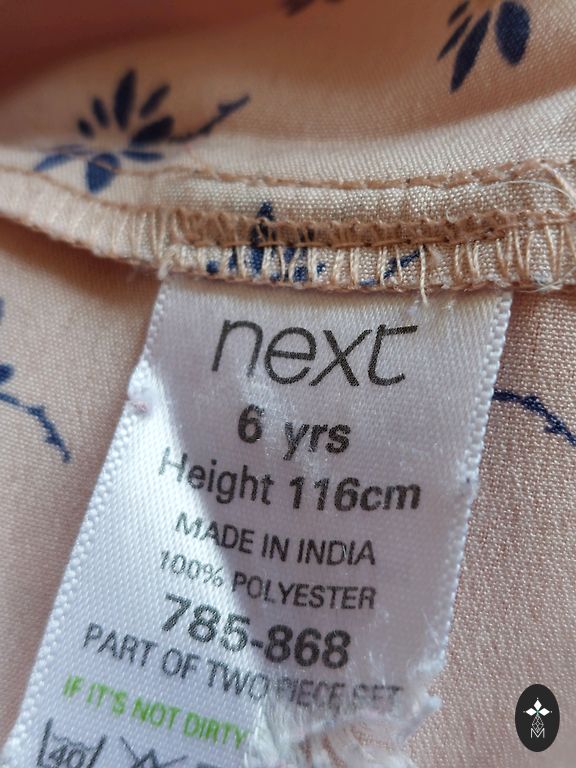 next
6 yrs
Height 116cm
MADE IN INDIA
100% POLYESTER
785-868
PART OF TWO PIECE SET
IF IT'S NOT DIRTY
40